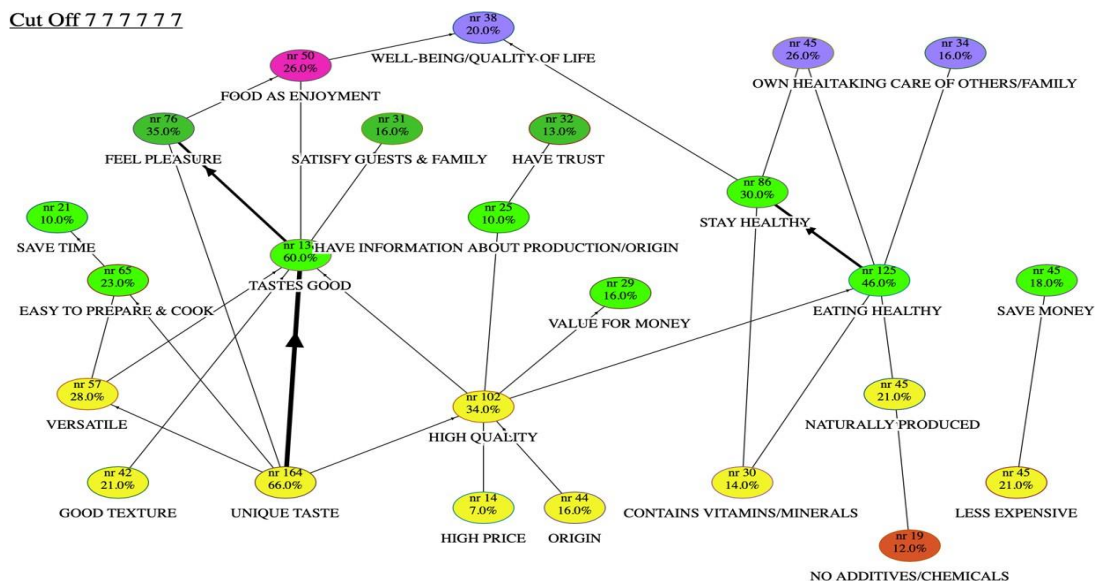 Cut Off 7 7 7 7 7 7
nr 38
20.0%
WELL-BEING/QUALITY OF LIFE
nr 50
26.0%
FOOD AS ENJOYMENT
nr 45
26.0%
OWN HEAL
nr 34
16.0%
TAKING CARE OF OTHERS/FAMILY
nr 76
35.0%
FEEL PLEASURE
nr 31
16.0%
SATISFY GUESTS & FAMILY
nr 32
13.0%
HAVE TRUST
nr 86
30.0%
STAY HEALTHY
nr 21
10.0%
SAVE TIME
nr 25
10.0%
HAVE INFORMATION ABOUT PRODUCTION/ORIGIN
nr 13
60.0%
TASTES GOOD
nr 65
23.0%
EASY TO PREPARE & COOK
nr 29
16.0%
VALUE FOR MONEY
nr 125
46.0%
EATING HEALTHY
nr 45
18.0%
SAVE MONEY
nr 57
28.0%
VERSATILE
nr 102
34.0%
HIGH QUALITY
nr 45
21.0%
NATURALLY PRODUCED
nr 42
21.0%
GOOD TEXTURE
nr 164
66.0%
UNIQUE TASTE
nr 14
7.0%
HIGH PRICE
nr 44
16.0%
ORIGIN
nr 30
14.0%
CONTAINS VITAMINS/MINERALS
nr 45
21.0%
LESS EXPENSIVE
nr 19
12.0%
NO ADDITIVES/CHEMICALS